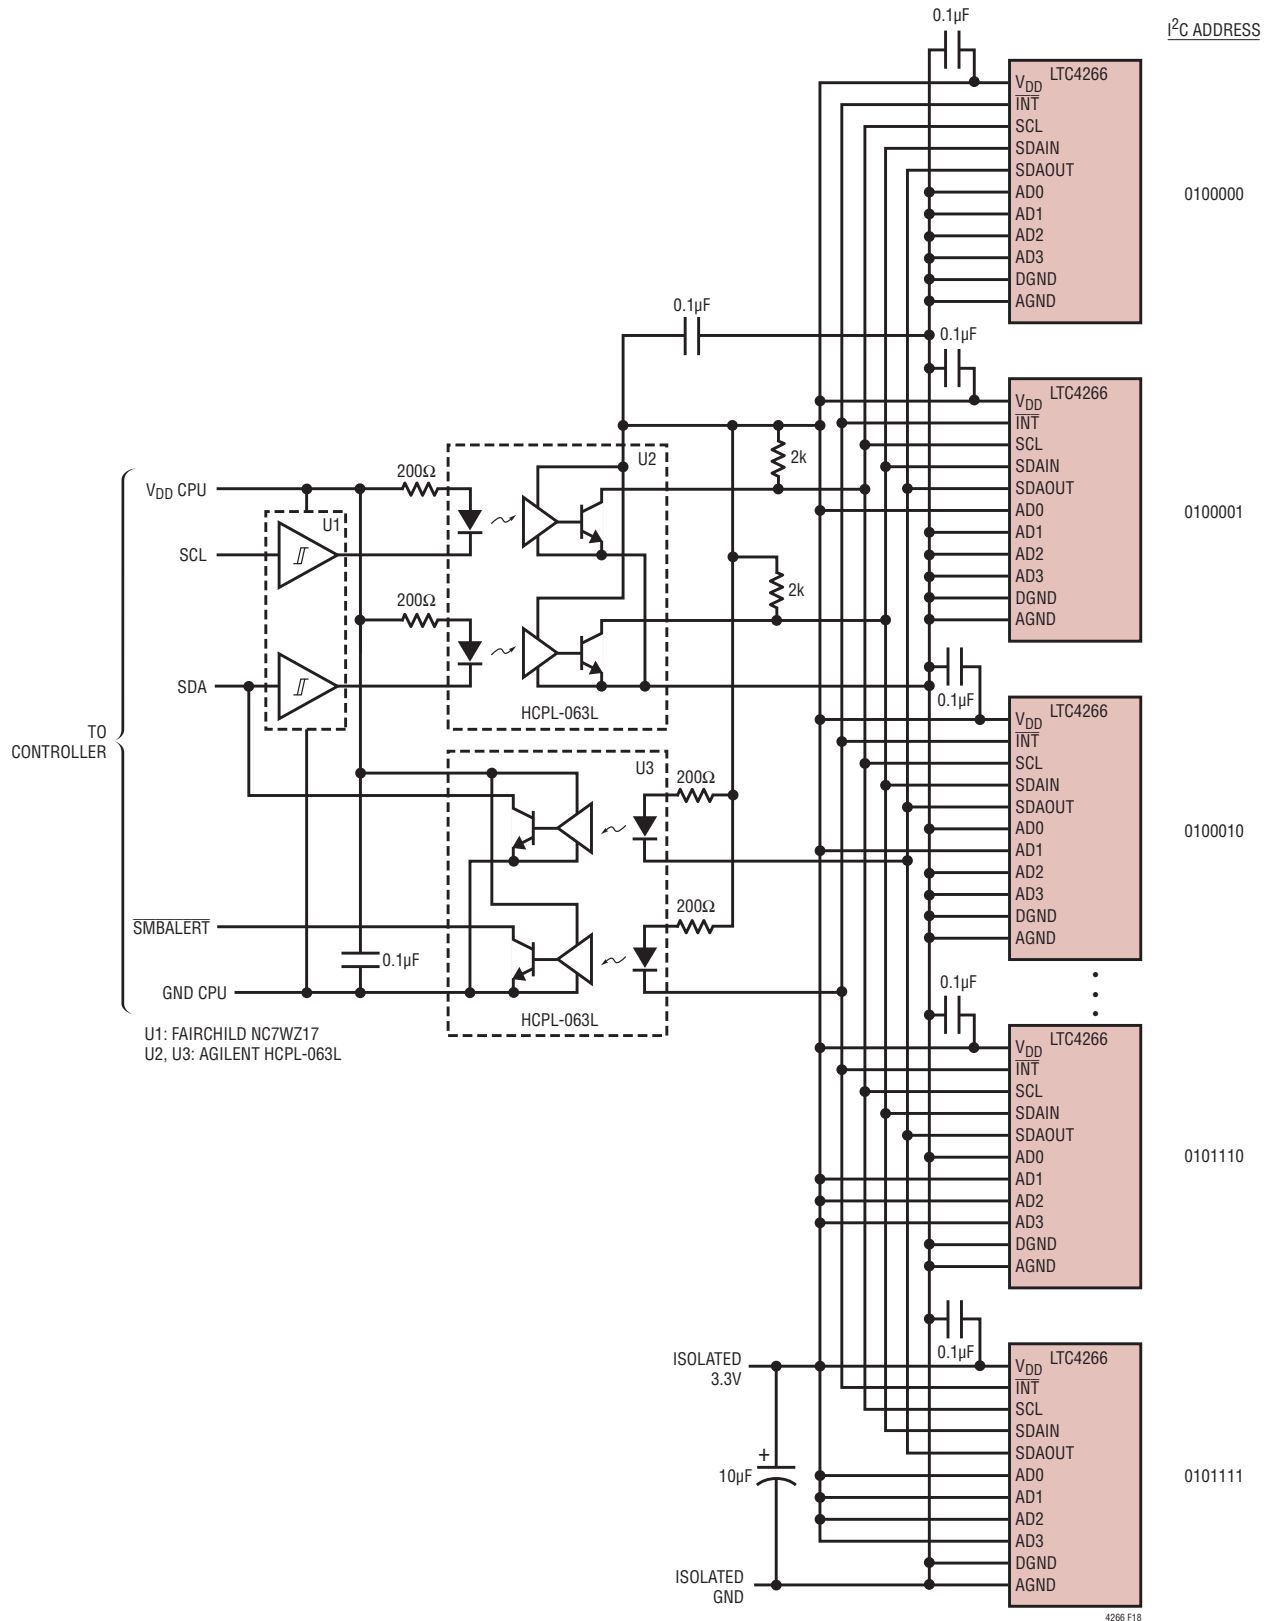 0.1µF
I²C ADDRESS
LTC4266
VDD
INT
SCL
SDAIN
SDAOUT
AD0
AD1
AD2
AD3
DGND
AGND
0100000
0.1µF
0.1µF
LTC4266
VDD
INT
SCL
SDAIN
SDAOUT
AD0
AD1
AD2
AD3
DGND
AGND
0100001
U2
2k
200Ω
VDD CPU
U1
SCL
2k
200Ω
SDA
HCPL-063L
TO
CONTROLLER
0.1µF
LTC4266
VDD
INT
SCL
SDAIN
SDAOUT
AD0
AD1
AD2
AD3
DGND
AGND
0100010
U3
200Ω
200Ω
SMBALERT
0.1µF
GND CPU
HCPL-063L
U1: FAIRCHILD NC7WZ17
U2, U3: AGILENT HCPL-063L
0.1µF
LTC4266
VDD
INT
SCL
SDAIN
SDAOUT
AD0
AD1
AD2
AD3
DGND
AGND
0101110
0.1µF
ISOLATED
3.3V
LTC4266
VDD
INT
SCL
SDAIN
SDAOUT
AD0
AD1
AD2
AD3
DGND
AGND
0101111
+
10µF
ISOLATED
GND
4266 F18